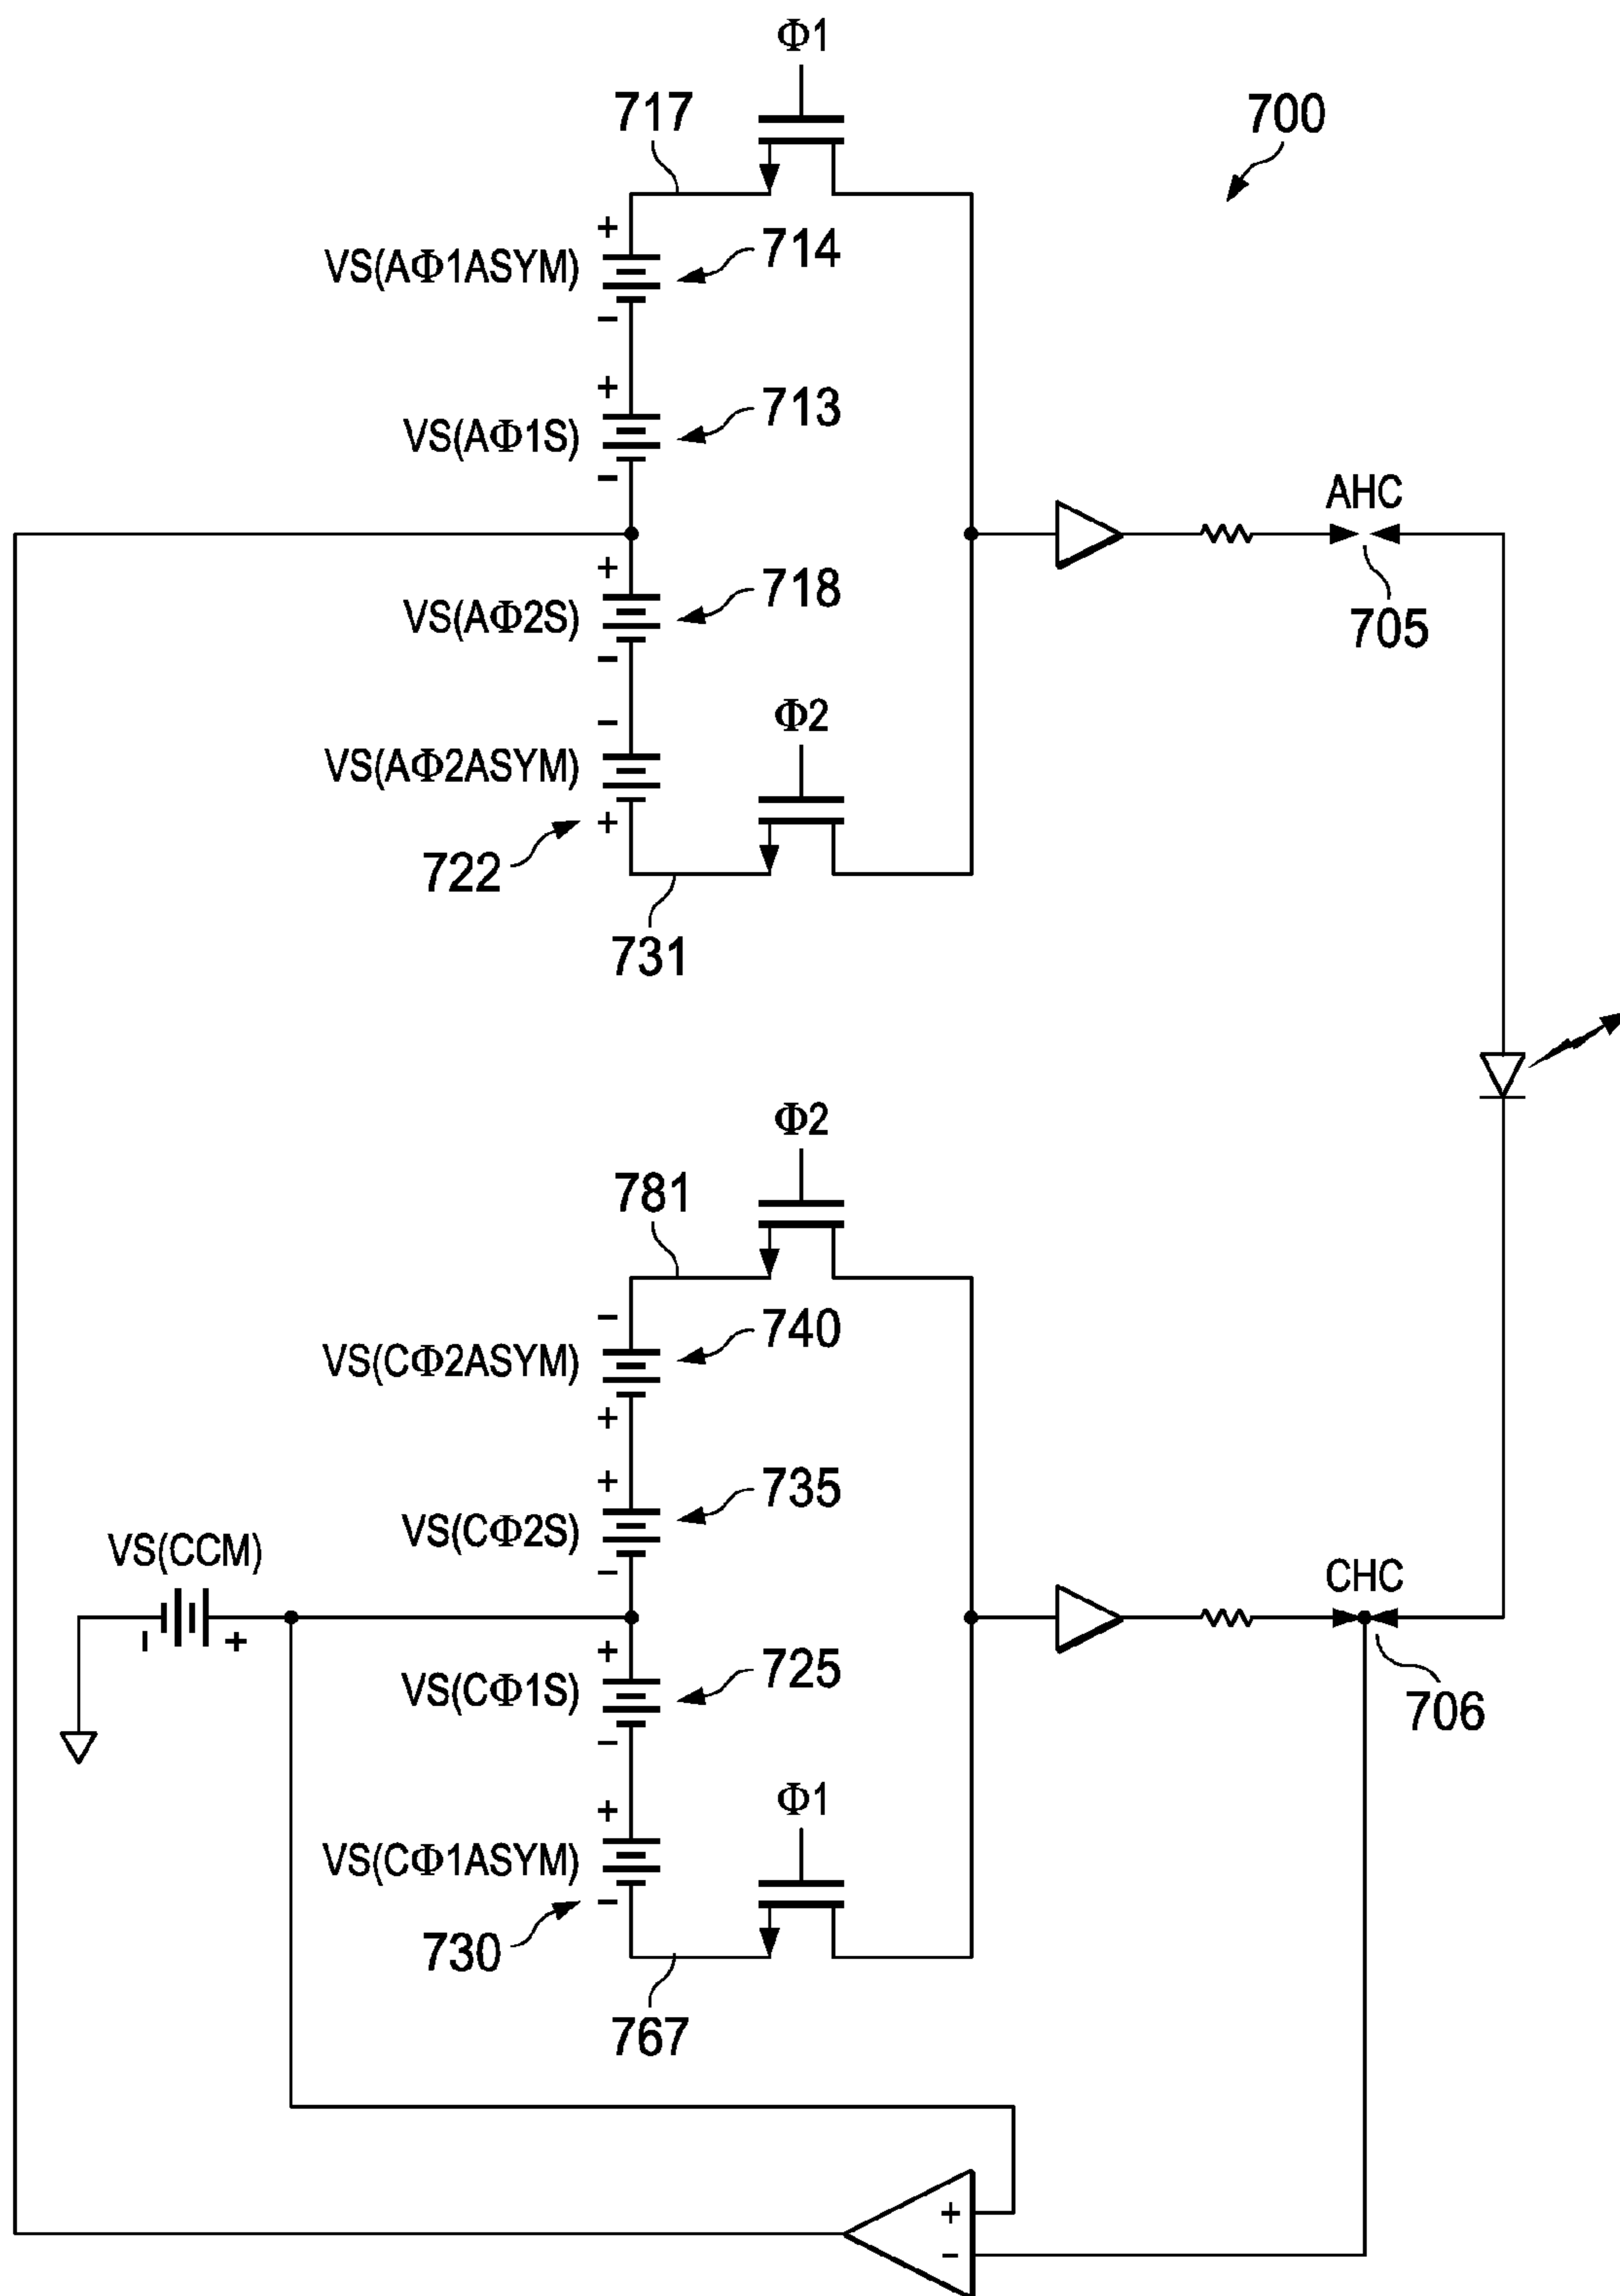 Φ1
717
700
+
VS(AΦ1ASYM)
714
−
+
VS(AΦ1S)
713
−
AHC
705
+
VS(AΦ2S)
718
−
Φ2
−
VS(AΦ2ASYM)
+
722
731
Φ2
781
−
VS(CΦ2ASYM)
740
+
+
VS(CΦ2S)
735
−
VS(CCM)
− +
CHC
706
+
VS(CΦ1S)
725
−
Φ1
+
VS(CΦ1ASYM)
−
730
767
+
−